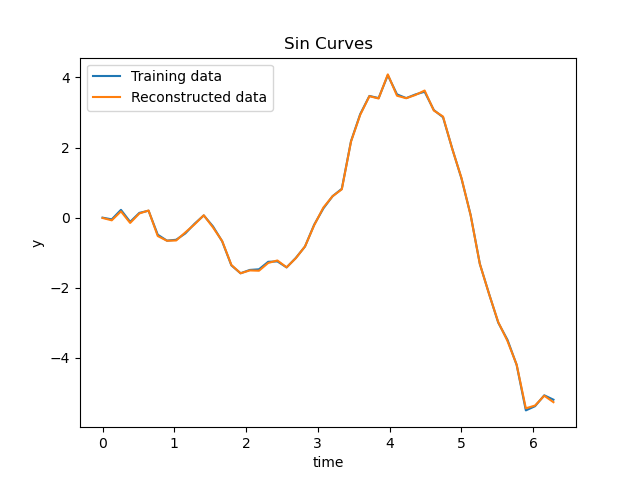 Sin Curves
Training data
Reconstructed data
4
2
0
−2
−4
y
0 1 2 3 4 5 6
time